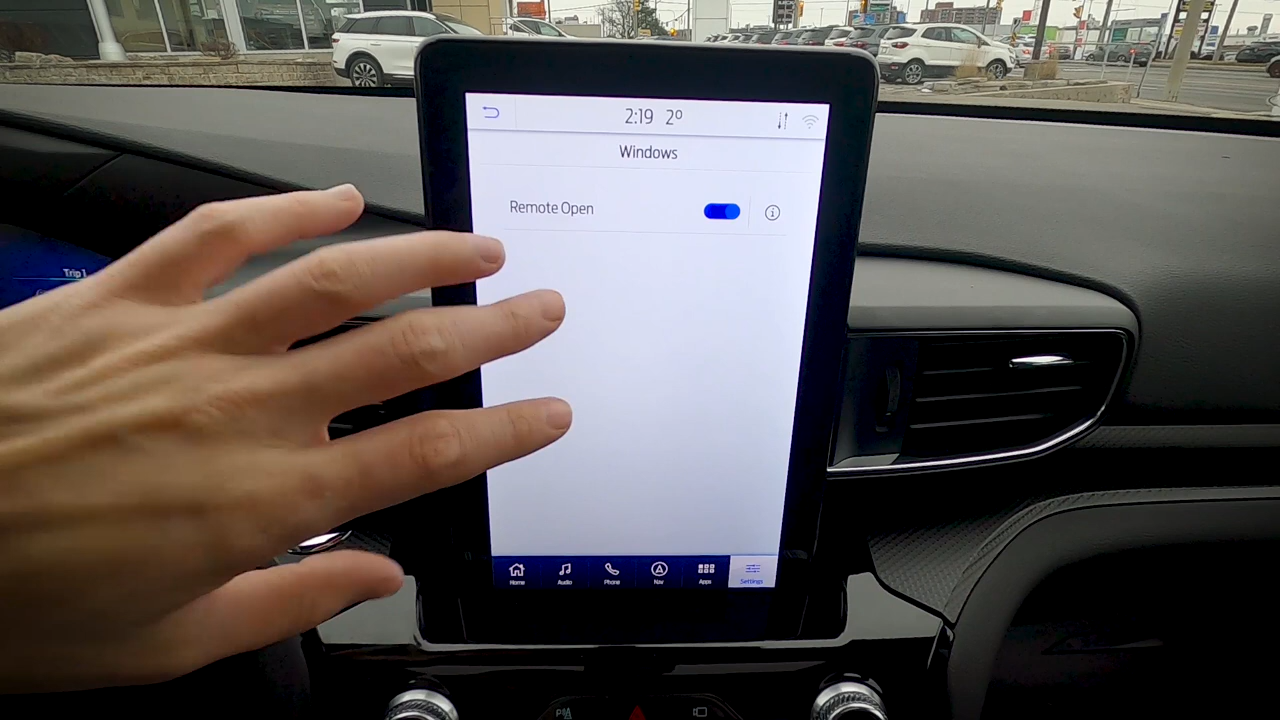 2:19 2°
Windows
Remote Open
Trip 1
Home Audio Phone Nav Apps Settings